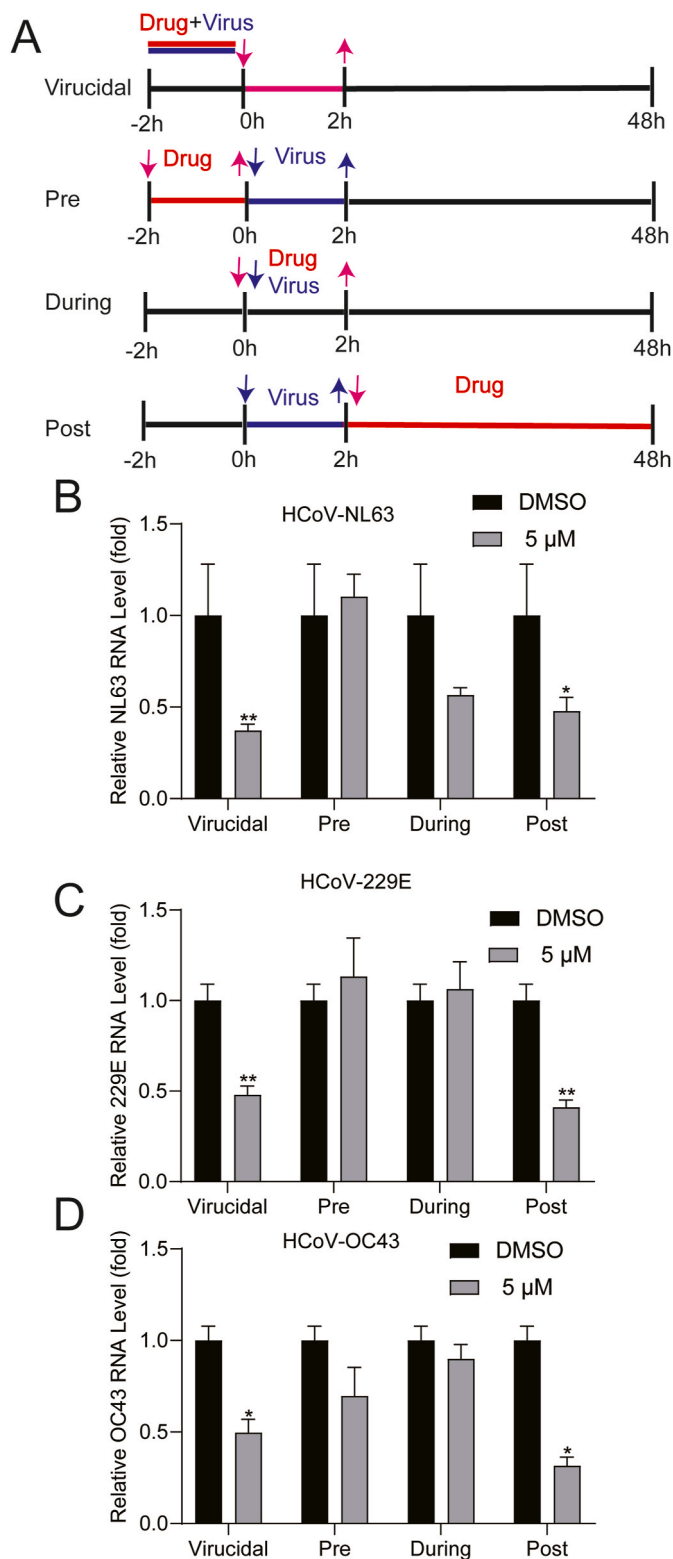 A
Drug+Virus
Virucidal
-2h 0h 2h 48h
Drug Virus
Pre
-2h 0h 2h 48h
Drug
Virus
During
-2h 0h 2h 48h
Virus Drug
Post
-2h 0h 2h 48h
B
HCoV-NL63
DMSO
5 µM
Relative NL63 RNA Level (fold)
1.5
1.0
0.5
0.0
** *
Virucidal Pre During Post
C
HCoV-229E
DMSO
5 µM
Relative 229E RNA Level (fold)
1.5
1.0
0.5
0.0
** **
Virucidal Pre During Post
D
HCoV-OC43
DMSO
5 µM
Relative OC43 RNA Level (fold)
1.5
1.0
0.5
0.0
* *
Virucidal Pre During Post